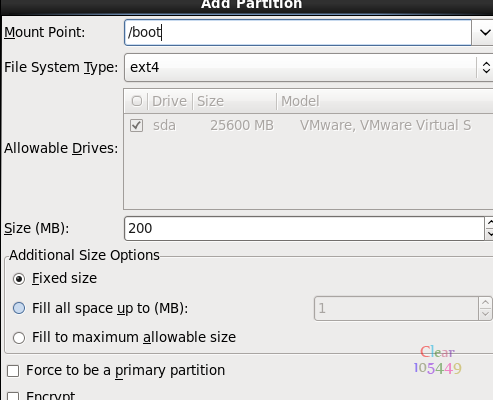 Add Partition
Mount Point: /boot
File System Type: ext4
Drive Size Model
sda 25600 MB VMware, VMware Virtual S
Allowable Drives:
Size (MB): 200
Additional Size Options
Fixed size
Fill all space up to (MB): 1
Fill to maximum allowable size
Clear
105449
Force to be a primary partition
Encrypt